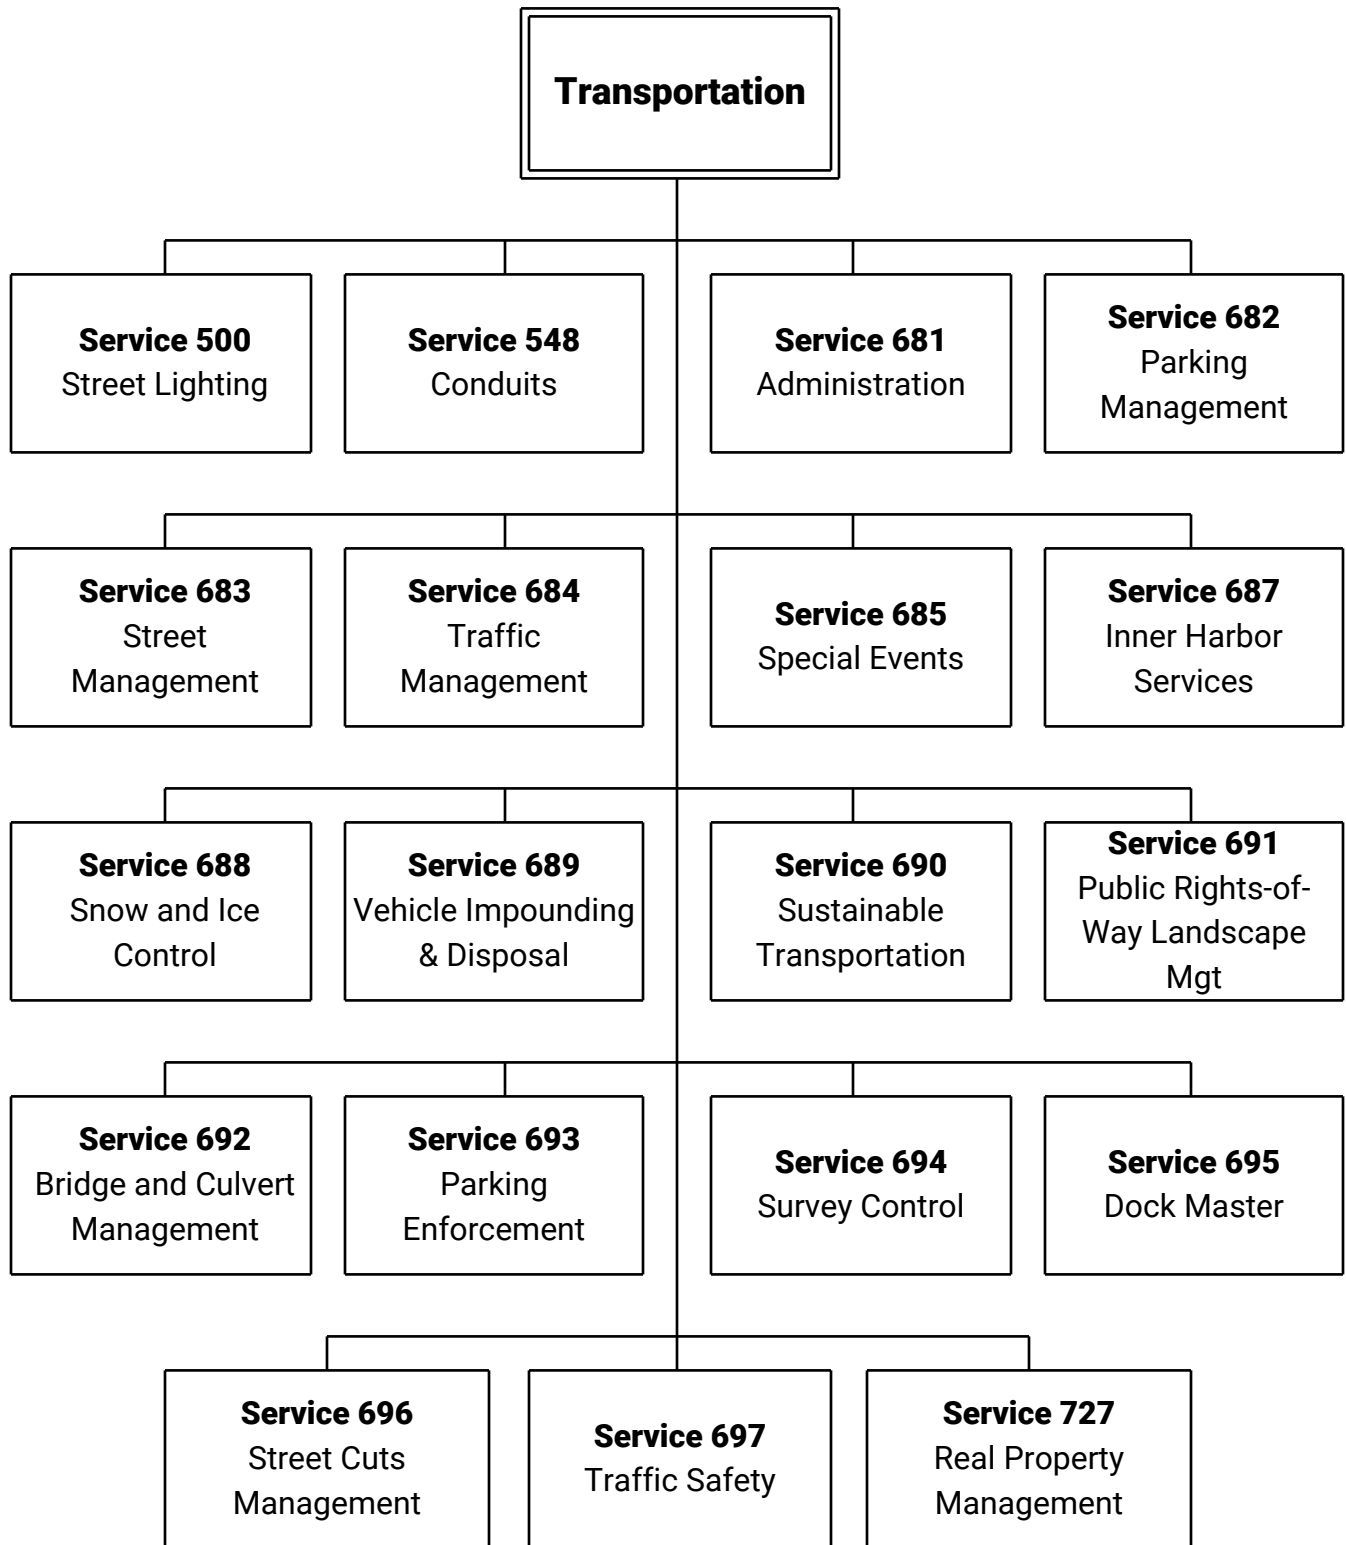 Transportation
Service 500
Street Lighting
Service 548
Conduits
Service 681
Administration
Service 682
Parking
Management
Service 683
Street
Management
Service 684
Traffic
Management
Service 685
Special Events
Service 687
Inner Harbor
Services
Service 688
Snow and Ice
Control
Service 689
Vehicle Impounding
& Disposal
Service 690
Sustainable
Transportation
Service 691
Public Rights-of-
Way Landscape
Mgt
Service 692
Bridge and Culvert
Management
Service 693
Parking
Enforcement
Service 694
Survey Control
Service 695
Dock Master
Service 696
Street Cuts
Management
Service 697
Traffic Safety
Service 727
Real Property
Management